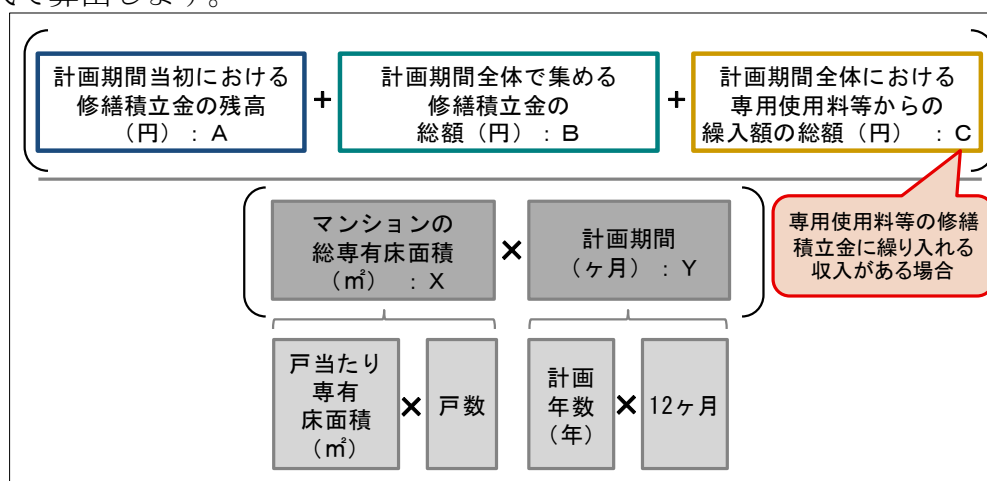 で算出します。
計画期間当初における
修繕積立金の残高
（円）：Ａ
＋
計画期間全体で集める
修繕積立金の
総額（円）：Ｂ
＋
計画期間全体における
専用使用料等からの
繰入額の総額（円）：Ｃ
マンションの
総専有床面積
（㎡）：Ｘ
×
計画期間
（ヶ月）：Ｙ
専用使用料等の修繕
積立金に繰り入れる
収入がある場合
戸当たり
専有
床面積
（㎡）
×
戸数
計画
年数
（年）
×
12ヶ月